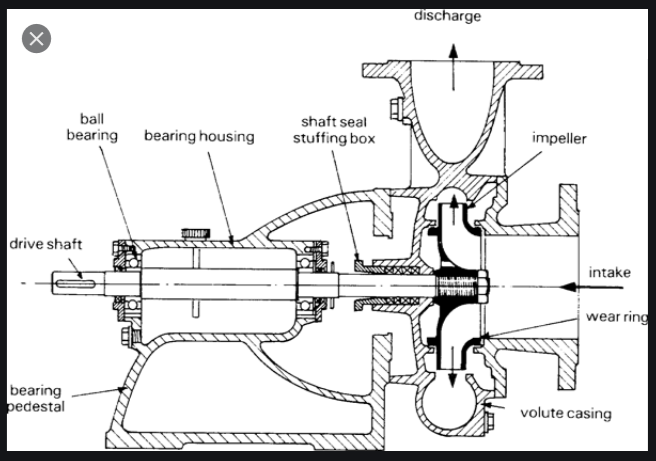 discharge
ball
bearing
bearing housing
shaft seal
stuffing box
impeller
drive shaft
intake
wear ring
bearing
pedestal
volute casing